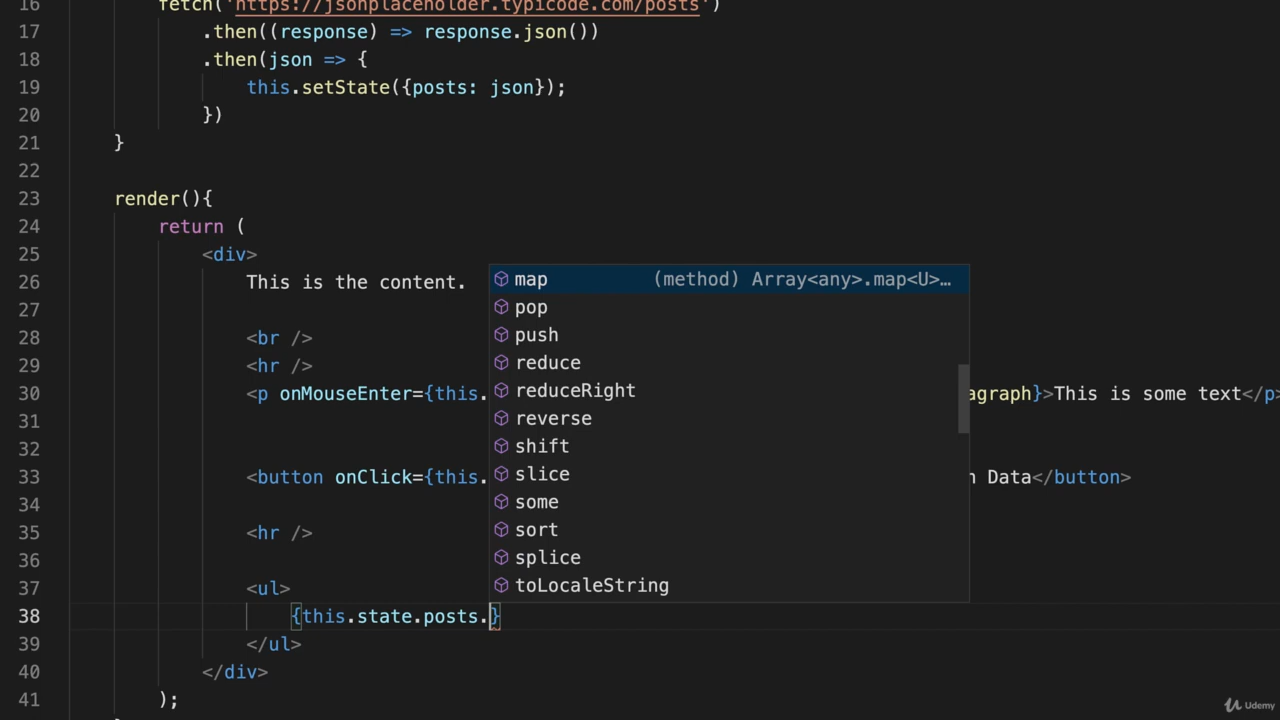 16 fetch('https://jsonplaceholder.typicode.com/posts')
17 .then((response) => response.json())
18 .then(json => {
19 this.setState({posts: json});
20 })
21 }
22
23 render(){
24 return (
25 <div>
26 This is the content.
27
28 <br />
29 <hr />
30 <p onMouseEnter={this. agraph}>This is some text</p>
31
32
33 <button onClick={this. n Data</button>
34
35 <hr />
36
37 <ul>
38 {this.state.posts.}
39 </ul>
40 </div>
41 );
map (method) Array<any>.map<U>…
pop
push
reduce
reduceRight
reverse
shift
slice
some
sort
splice
toLocaleString
Udemy